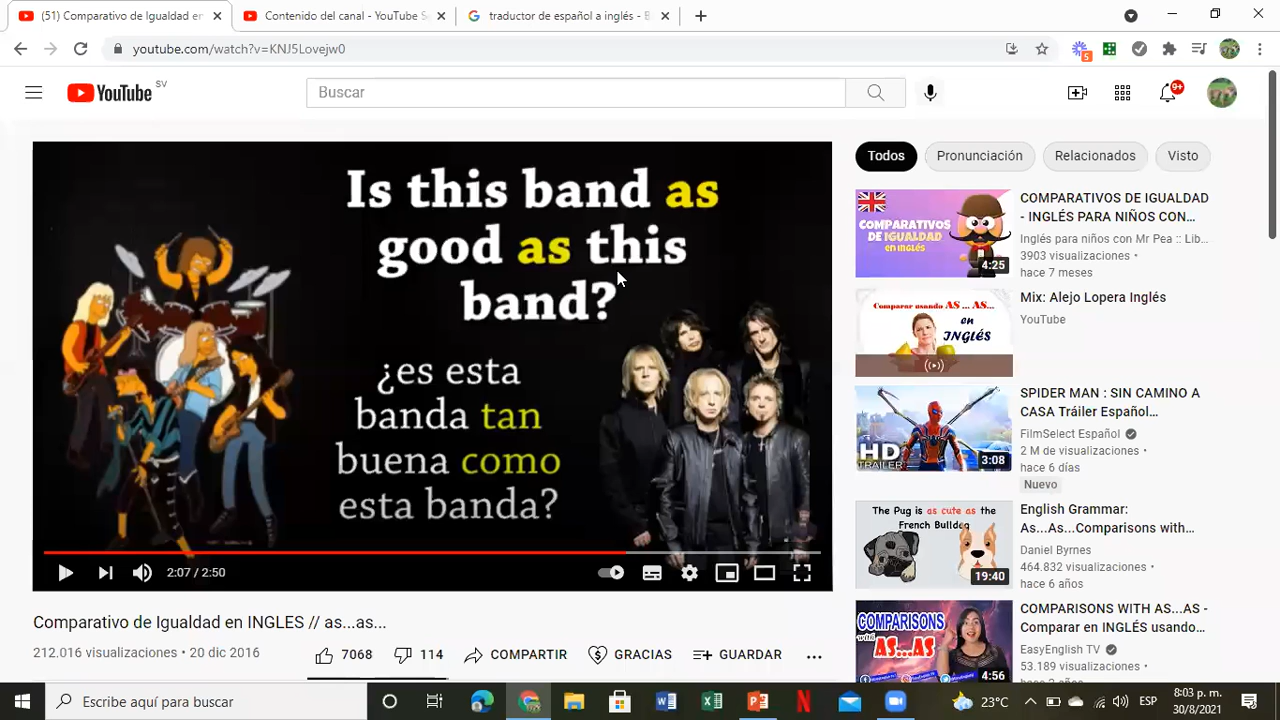 (51) Comparativo de Igualdad en
Contenido del canal - YouTube S
traductor de español a inglés - B
youtube.com/watch?v=KNJ5Lovejw0
5
YouTube SV
Buscar
9+
Is this band as
good as this
band?
¿es esta
banda tan
buena como
esta banda?
2:07 / 2:50
Comparativo de Igualdad en INGLES // as...as...
212.016 visualizaciones • 20 dic 2016
7068
114
COMPARTIR
GRACIAS
GUARDAR
Todos
Pronunciación
Relacionados
Visto
COMPARATIVOS
DE IGUALDAD
EN INGLÉS
4:25
COMPARATIVOS DE IGUALDAD
- INGLÉS PARA NIÑOS CON...
Inglés para niños con Mr Pea :: Lib...
3903 visualizaciones •
hace 7 meses
Comparar usando AS ... AS...
en
INGLÉS
Mix: Alejo Lopera Inglés
YouTube
HD
TRAILER
3:08
SPIDER MAN : SIN CAMINO A
CASA Tráiler Español...
FilmSelect Español
2 M de visualizaciones •
hace 6 días
Nuevo
The Pug is as cute as the
French Bulldog
19:40
English Grammar:
As...As...Comparisons with...
Daniel Byrnes
464.832 visualizaciones •
hace 6 años
COMPARISONS
with
AS...AS
4:56
COMPARISONS WITH AS...AS -
Comparar en INGLÉS usando...
EasyEnglish TV
53.189 visualizaciones •
Escribe aquí para buscar
23°C
ESP
8:03 p. m.
30/8/2021